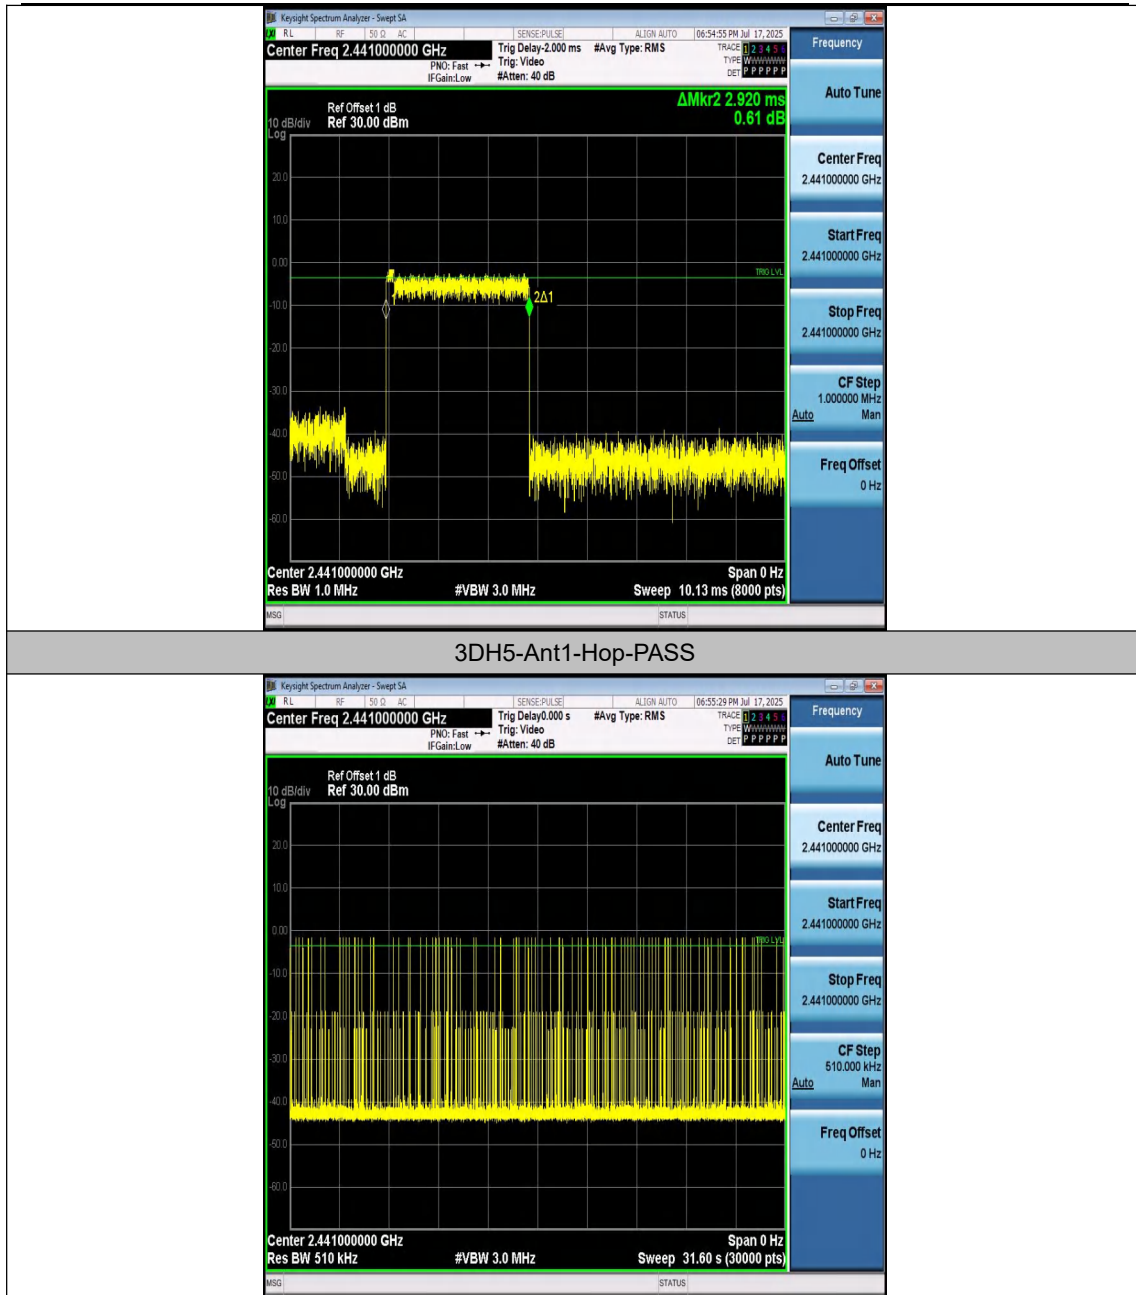 Keysight Spectrum Analyzer - Swept SA
RL RF 50 Ω AC SENSE:PULSE ALIGN AUTO 06:54:55 PM Jul 17, 2025
Center Freq 2.441000000 GHz
Trig Delay-2.000 ms #Avg Type: RMS
PNO: Fast Trig: Video
IFGain:Low #Atten: 40 dB
TRACE 1 2 3 4 5 6
TYPE W
DET P P P P P P
Frequency
ΔMkr2 2.920 ms
0.61 dB
Ref Offset 1 dB
10 dB/div Ref 30.00 dBm
Log
20.0
10.0
0.00
-10.0
-20.0
-30.0
-40.0
-50.0
-60.0
TRIG LVL
2Δ1
Auto Tune
Center Freq
2.441000000 GHz
Start Freq
2.441000000 GHz
Stop Freq
2.441000000 GHz
CF Step
1.000000 MHz
Auto Man
Freq Offset
0 Hz
Center 2.441000000 GHz Span 0 Hz
Res BW 1.0 MHz #VBW 3.0 MHz Sweep 10.13 ms (8000 pts)
MSG STATUS
3DH5-Ant1-Hop-PASS
Keysight Spectrum Analyzer - Swept SA
RL RF 50 Ω AC SENSE:PULSE ALIGN AUTO 06:55:29 PM Jul 17, 2025
Center Freq 2.441000000 GHz
Trig Delay0.000 s #Avg Type: RMS
PNO: Fast Trig: Video
IFGain:Low #Atten: 40 dB
TRACE 1 2 3 4 5 6
TYPE W
DET P P P P P P
Frequency
Ref Offset 1 dB
10 dB/div Ref 30.00 dBm
Log
20.0
10.0
0.00
-10.0
-20.0
-30.0
-40.0
-50.0
-60.0
TRIG LVL
Auto Tune
Center Freq
2.441000000 GHz
Start Freq
2.441000000 GHz
Stop Freq
2.441000000 GHz
CF Step
510.000 kHz
Auto Man
Freq Offset
0 Hz
Center 2.441000000 GHz Span 0 Hz
Res BW 510 kHz #VBW 3.0 MHz Sweep 31.60 s (30000 pts)
MSG STATUS